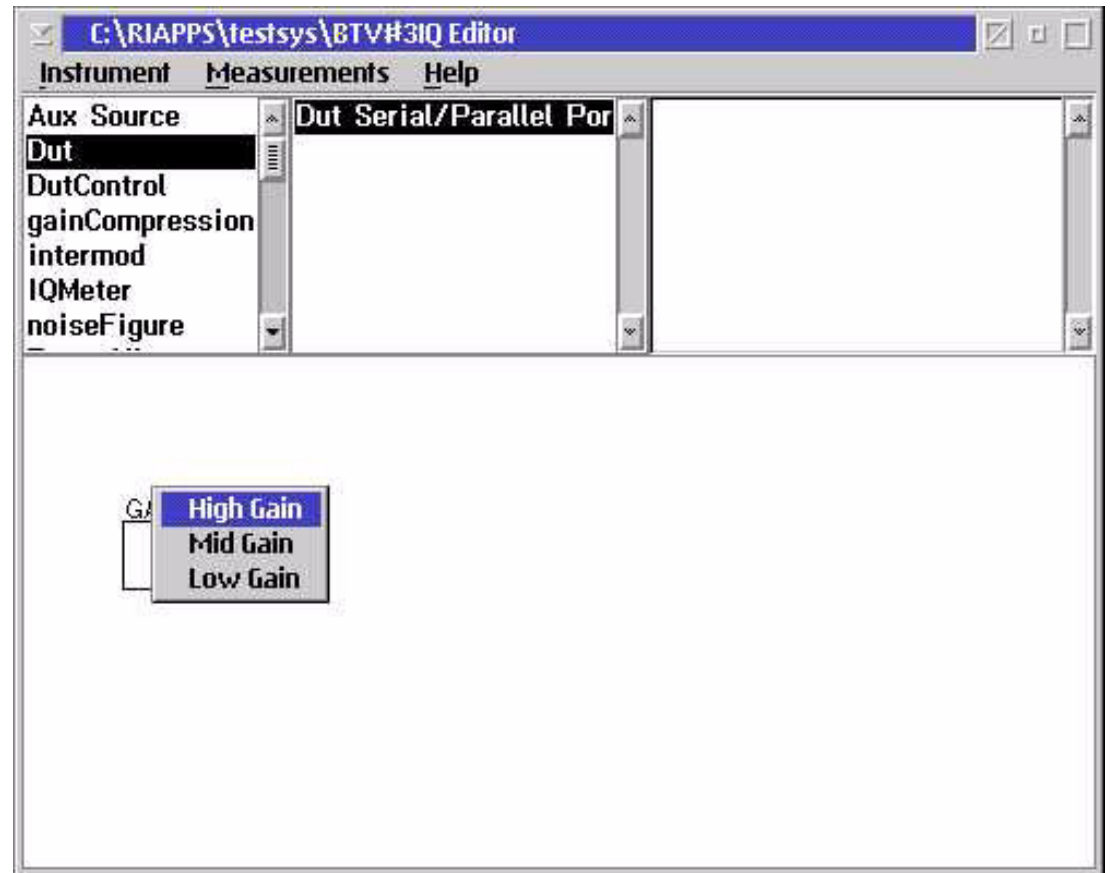 C:\RIAPPS\testsys\BTV#3IQ Editor
Instrument Measurements Help
Aux Source
Dut
DutControl
gainCompression
intermod
IQMeter
noiseFigure
Dut Serial/Parallel Por
High Gain
Mid Gain
Low Gain